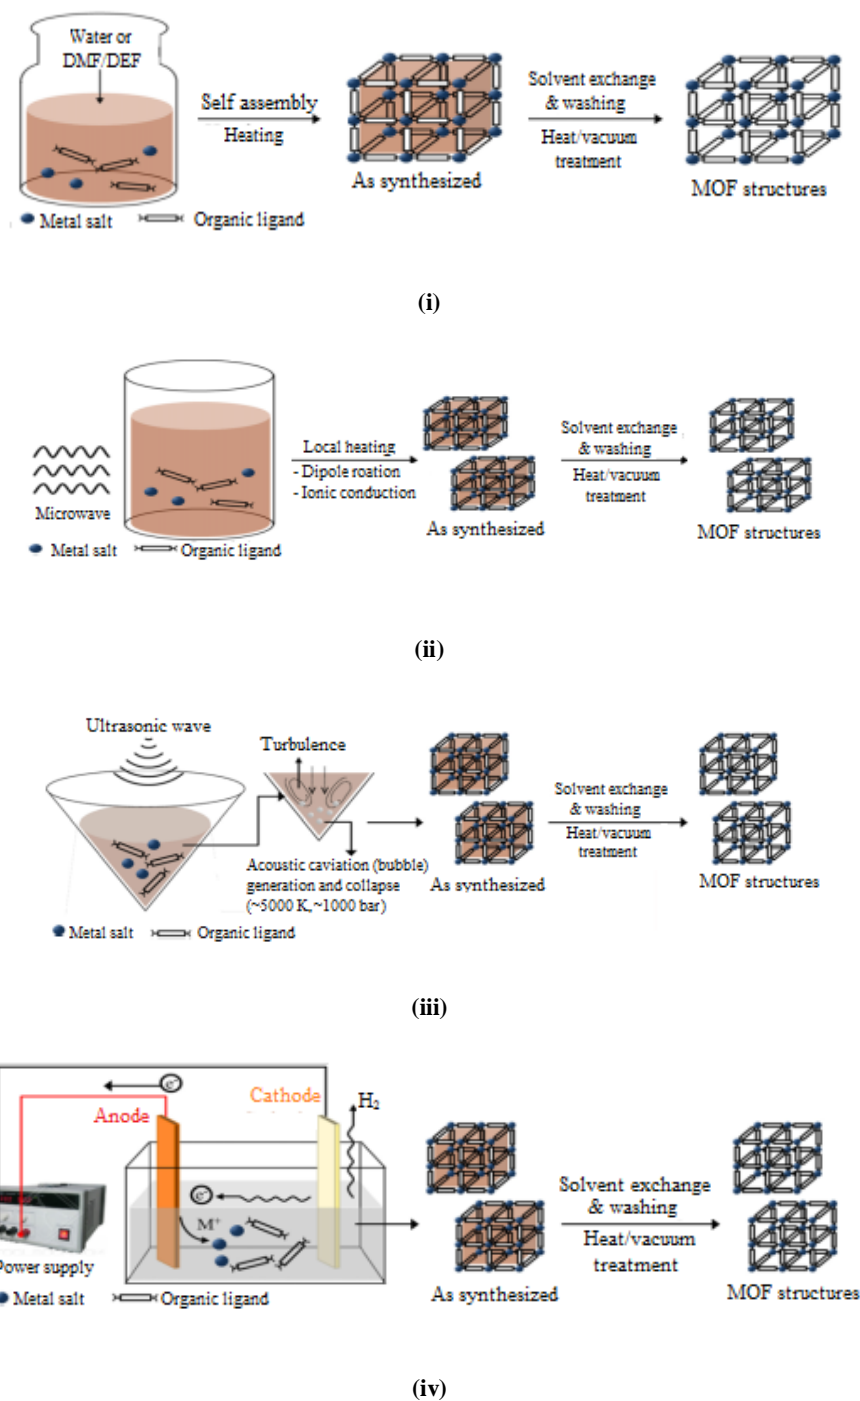 Water or
DMF/DEF
Self assembly
Heating
As synthesized
Solvent exchange
& washing
Heat/vacuum
treatment
MOF structures
Metal salt
Organic ligand
(i)
Microwave
Local heating
- Dipole roation
- Ionic conduction
As synthesized
Solvent exchange
& washing
Heat/vacuum
treatment
MOF structures
Metal salt
Organic ligand
(ii)
Ultrasonic wave
Turbulence
Acoustic caviation (bubble)
generation and collapse
(~5000 K,~1000 bar)
As synthesized
Solvent exchange
& washing
Heat/vacuum
treatment
MOF structures
Metal salt
Organic ligand
(iii)
e⁻
Anode
Cathode
H₂
e⁻
M⁺
Power supply
Metal salt
Organic ligand
As synthesized
Solvent exchange
& washing
Heat/vacuum
treatment
MOF structures
(iv)